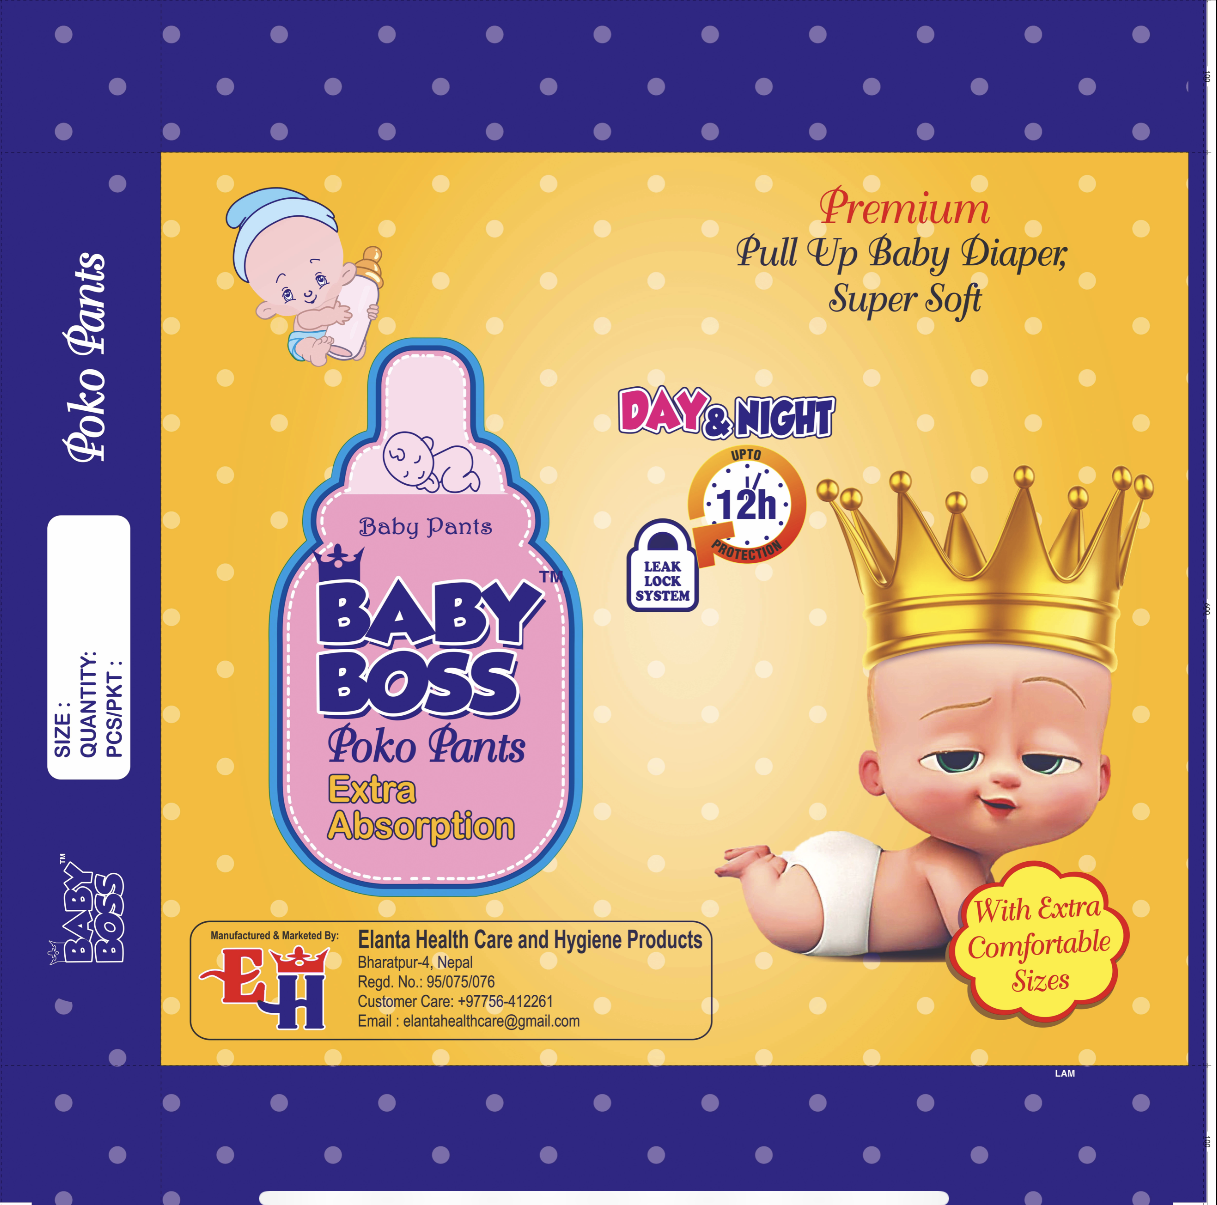 Premium
Pull Up Baby Diaper,
Super Soft
DAY & NIGHT
UPTO
12h
PROTECTION
LEAK
LOCK
SYSTEM
Baby Pants
BABY
BOSS
TM
Poko Pants
Extra
Absorption
With Extra
Comfortable
Sizes
Manufactured & Marketed By:
EH
Elanta Health Care and Hygiene Products
Bharatpur-4, Nepal
Regd. No.: 95/075/076
Customer Care: +97756-412261
Email : elantahealthcare@gmail.com
Poko Pants
SIZE :
QUANTITY:
PCS/PKT :
BABY
BOSS
TM
LAM
100
600
100